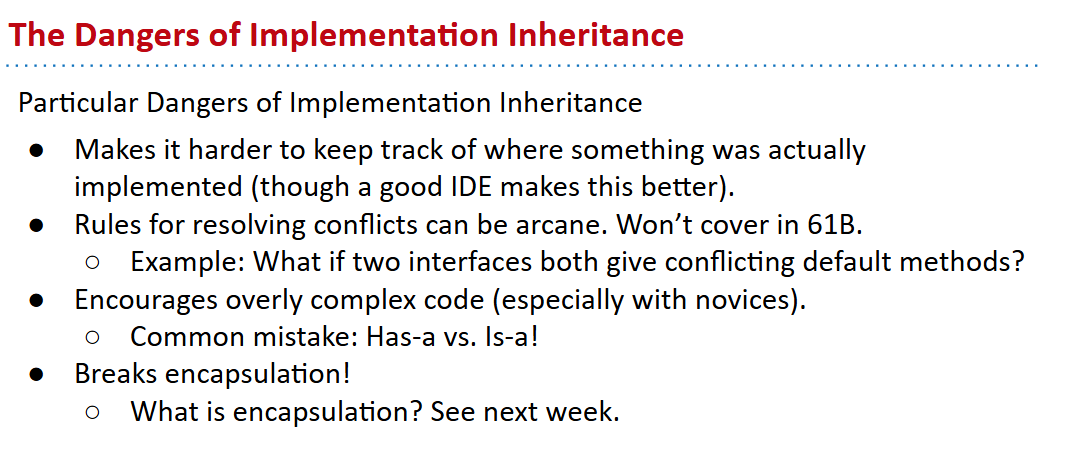 The Dangers of Implementation Inheritance
Particular Dangers of Implementation Inheritance
● Makes it harder to keep track of where something was actually
implemented (though a good IDE makes this better).
● Rules for resolving conflicts can be arcane. Won’t cover in 61B.
○ Example: What if two interfaces both give conflicting default methods?
● Encourages overly complex code (especially with novices).
○ Common mistake: Has-a vs. Is-a!
● Breaks encapsulation!
○ What is encapsulation? See next week.